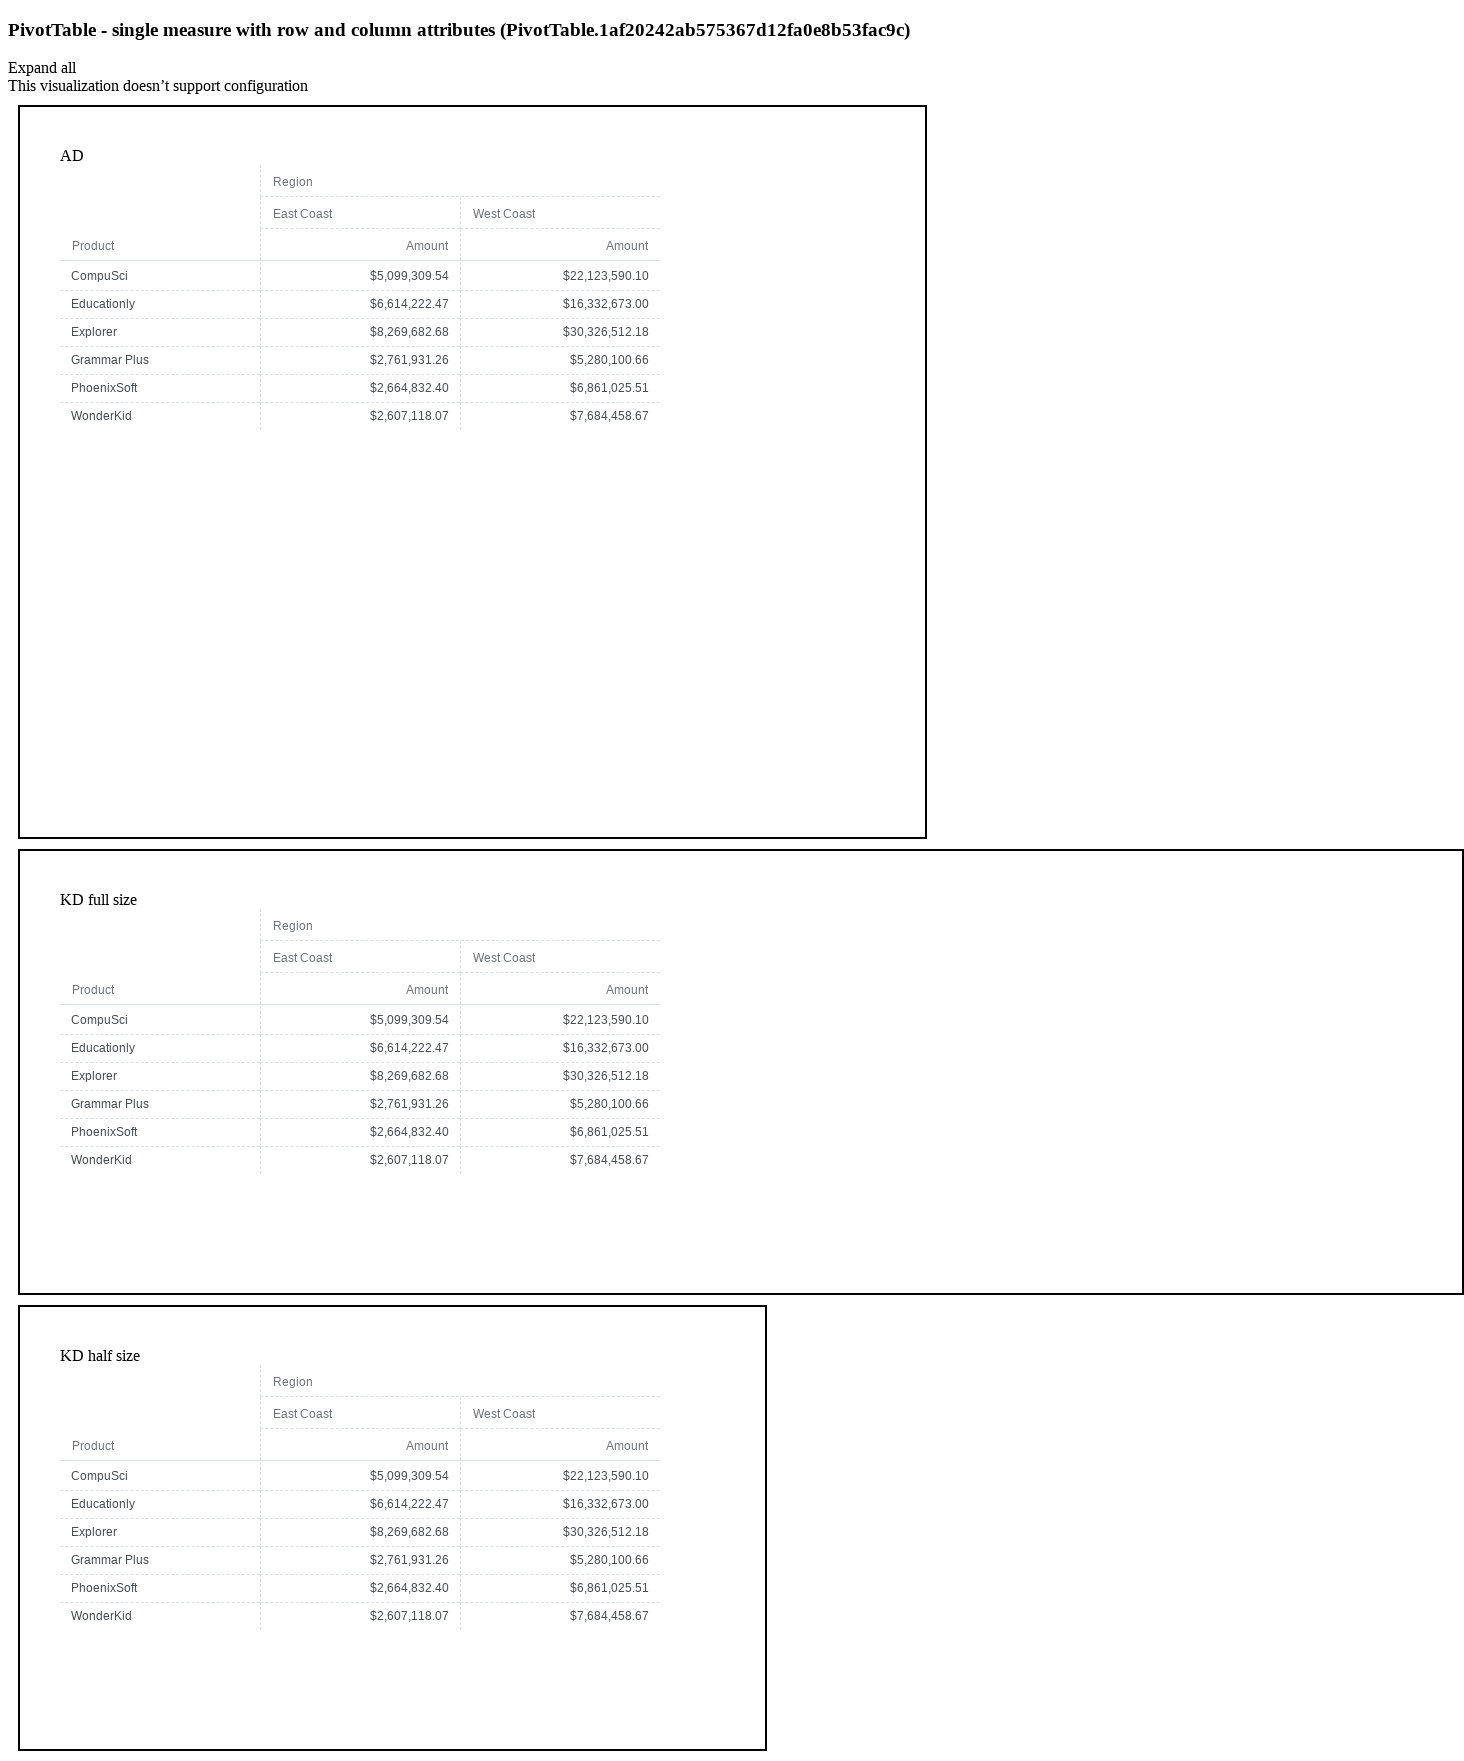 PivotTable - single measure with row and column attributes (PivotTable.1af20242ab575367d12fa0e8b53fac9c)
Expand all
This visualization doesn’t support configuration
AD
Region
East Coast West Coast
Product Amount Amount
CompuSci $5,099,309.54 $22,123,590.10
Educationly $6,614,222.47 $16,332,673.00
Explorer $8,269,682.68 $30,326,512.18
Grammar Plus $2,761,931.26 $5,280,100.66
PhoenixSoft $2,664,832.40 $6,861,025.51
WonderKid $2,607,118.07 $7,684,458.67
KD full size
Region
East Coast West Coast
Product Amount Amount
CompuSci $5,099,309.54 $22,123,590.10
Educationly $6,614,222.47 $16,332,673.00
Explorer $8,269,682.68 $30,326,512.18
Grammar Plus $2,761,931.26 $5,280,100.66
PhoenixSoft $2,664,832.40 $6,861,025.51
WonderKid $2,607,118.07 $7,684,458.67
KD half size
Region
East Coast West Coast
Product Amount Amount
CompuSci $5,099,309.54 $22,123,590.10
Educationly $6,614,222.47 $16,332,673.00
Explorer $8,269,682.68 $30,326,512.18
Grammar Plus $2,761,931.26 $5,280,100.66
PhoenixSoft $2,664,832.40 $6,861,025.51
WonderKid $2,607,118.07 $7,684,458.67